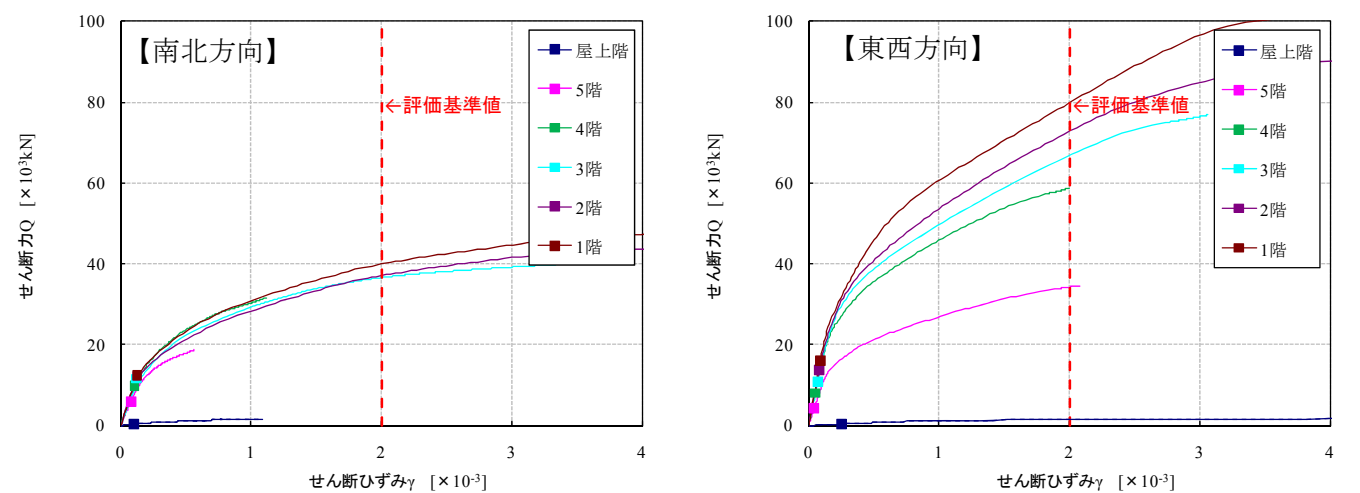 【南北方向】
屋上階
5階
4階
3階
2階
1階
←評価基準値
せん断力Q [×10³kN]
100
80
60
40
20
0
0 1 2 3 4
せん断ひずみγ [×10⁻³]
【東西方向】
屋上階
5階
4階
3階
2階
1階
←評価基準値
せん断力Q [×10³kN]
100
80
60
40
20
0
0 1 2 3 4
せん断ひずみγ [×10⁻³]